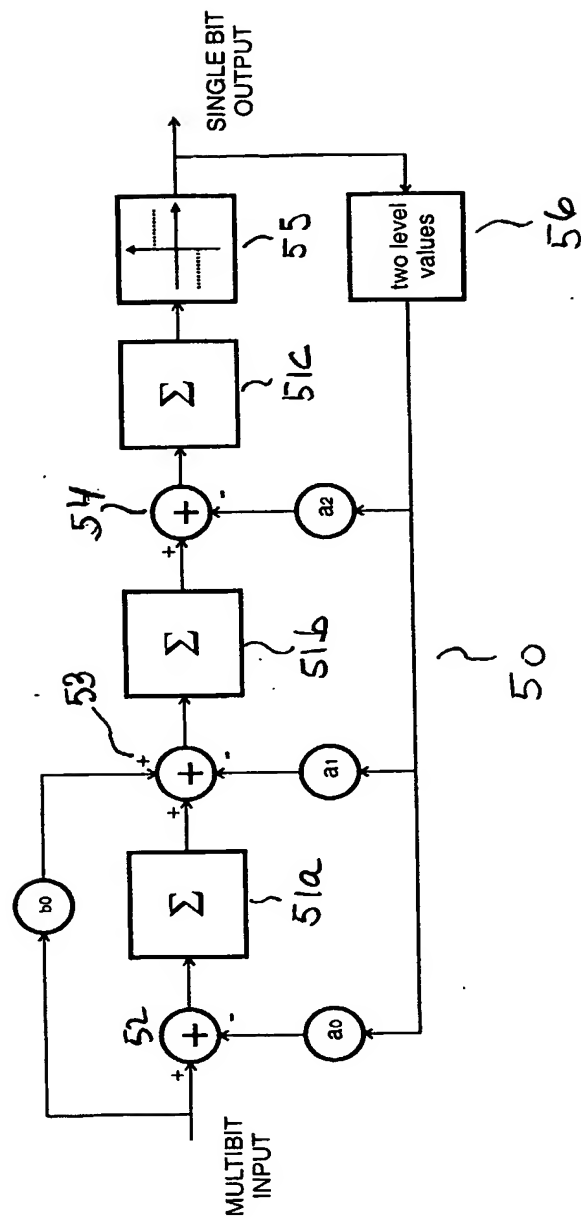 MULTIBIT
INPUT
52
+
+
-
b0
a0
Σ
51a
53
+
+
+
-
a1
Σ
51b
54
+
+
-
a2
Σ
51c
55
SINGLE BIT
OUTPUT
two level
values
56
50